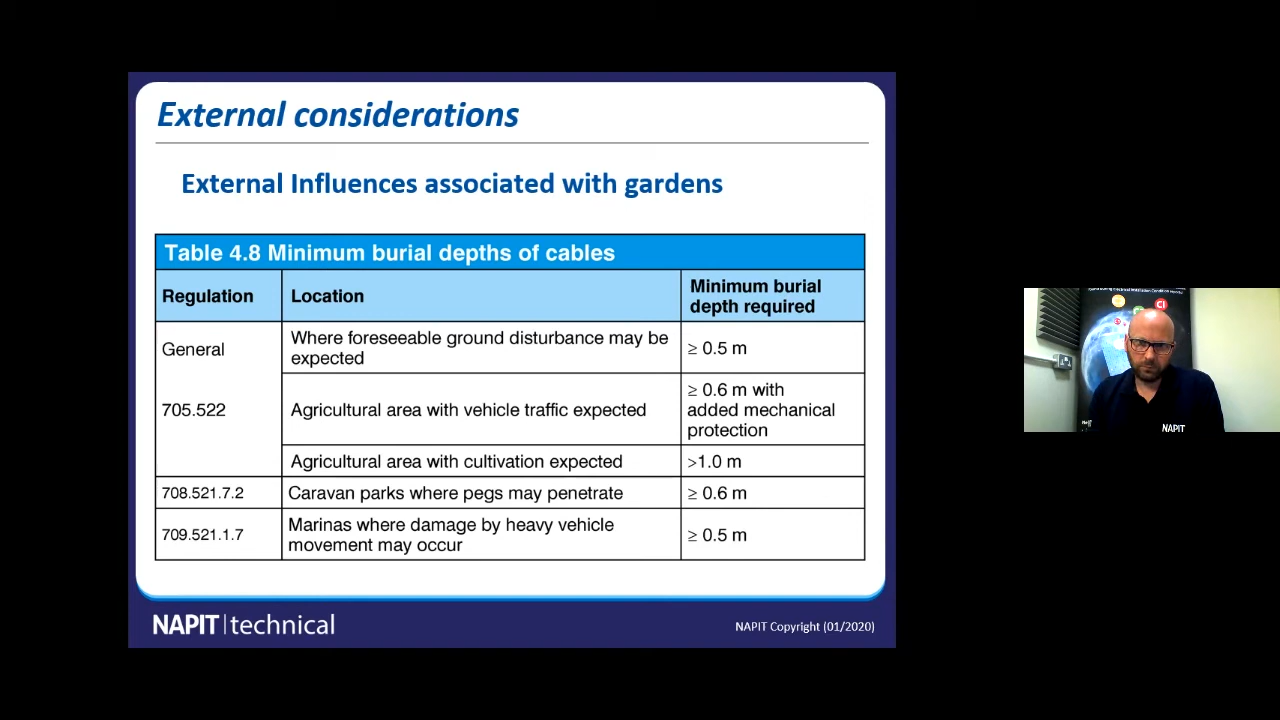 External considerations
External Influences associated with gardens
Table 4.8 Minimum burial depths of cables
Regulation
Location
Minimum burial
depth required
General
Where foreseeable ground disturbance may be
expected
≥ 0.5 m
705.522
Agricultural area with vehicle traffic expected
≥ 0.6 m with
added mechanical
protection
Agricultural area with cultivation expected
>1.0 m
708.521.7.2
Caravan parks where pegs may penetrate
≥ 0.6 m
709.521.1.7
Marinas where damage by heavy vehicle
movement may occur
≥ 0.5 m
NAPIT technical
NAPIT Copyright (01/2020)
NAPIT